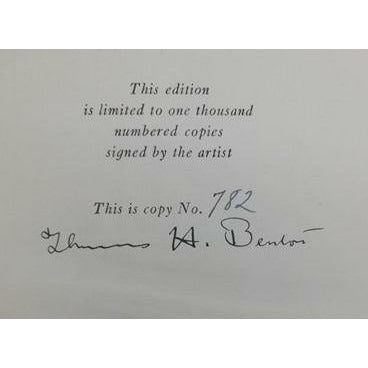 This edition
is limited to one thousand
numbered copies
signed by the artist
This is copy No. 782
Thomas H. Benton